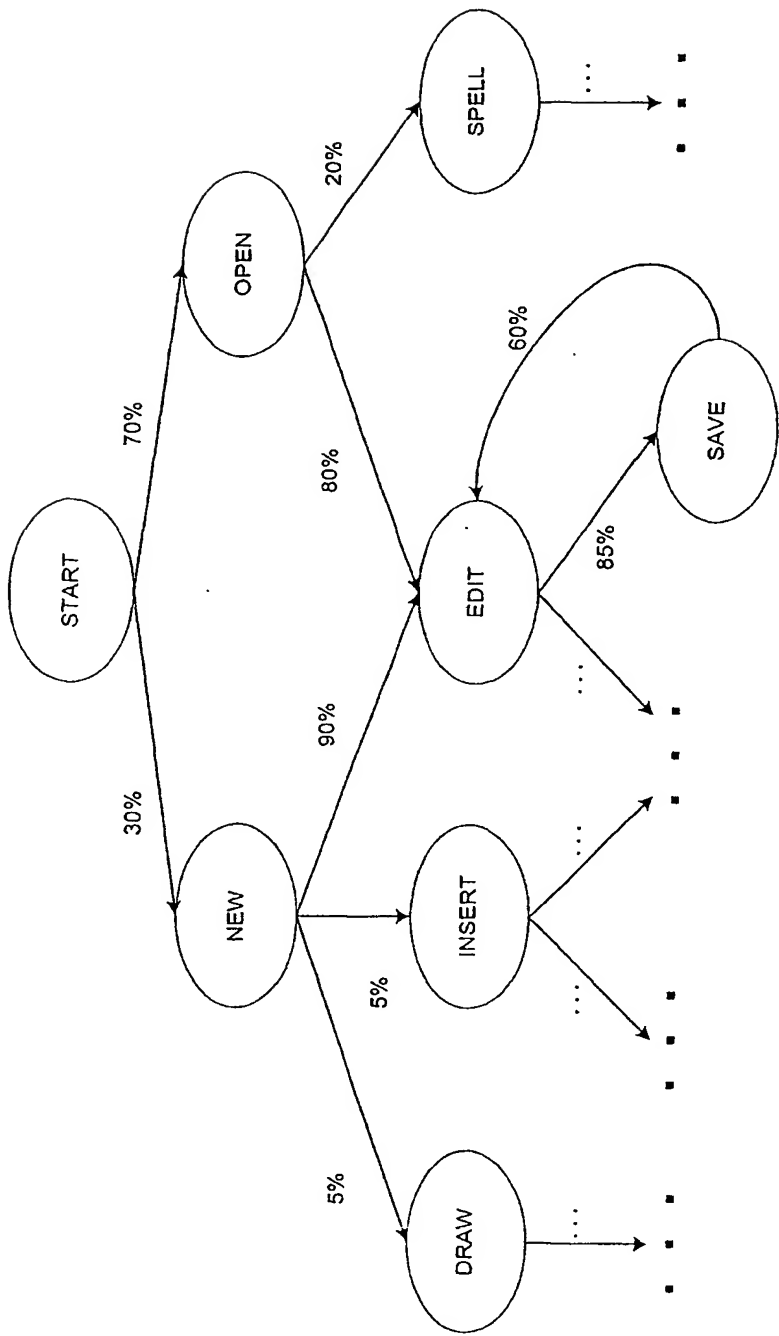 START
30%
70%
NEW
OPEN
5%
5%
90%
80%
20%
DRAW
INSERT
EDIT
SPELL
...
...
...
...
85%
60%
...
SAVE